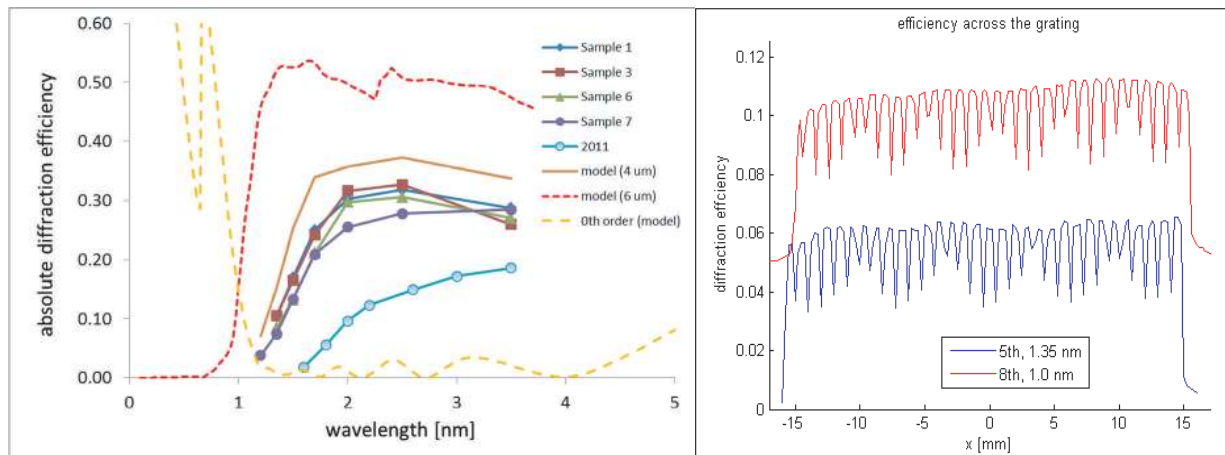 0.60
0.50
0.40
0.30
0.20
0.10
0.00
absolute diffraction efficiency
0
1
2
3
4
5
wavelength [nm]
Sample 1
Sample 3
Sample 6
Sample 7
2011
model (4 um)
model (6 um)
0th order (model)
efficiency across the grating
0.12
0.1
0.08
0.06
0.04
0.02
0
diffraction effciency
-15
-10
-5
0
5
10
15
x [mm]
5th, 1.35 nm
8th, 1.0 nm